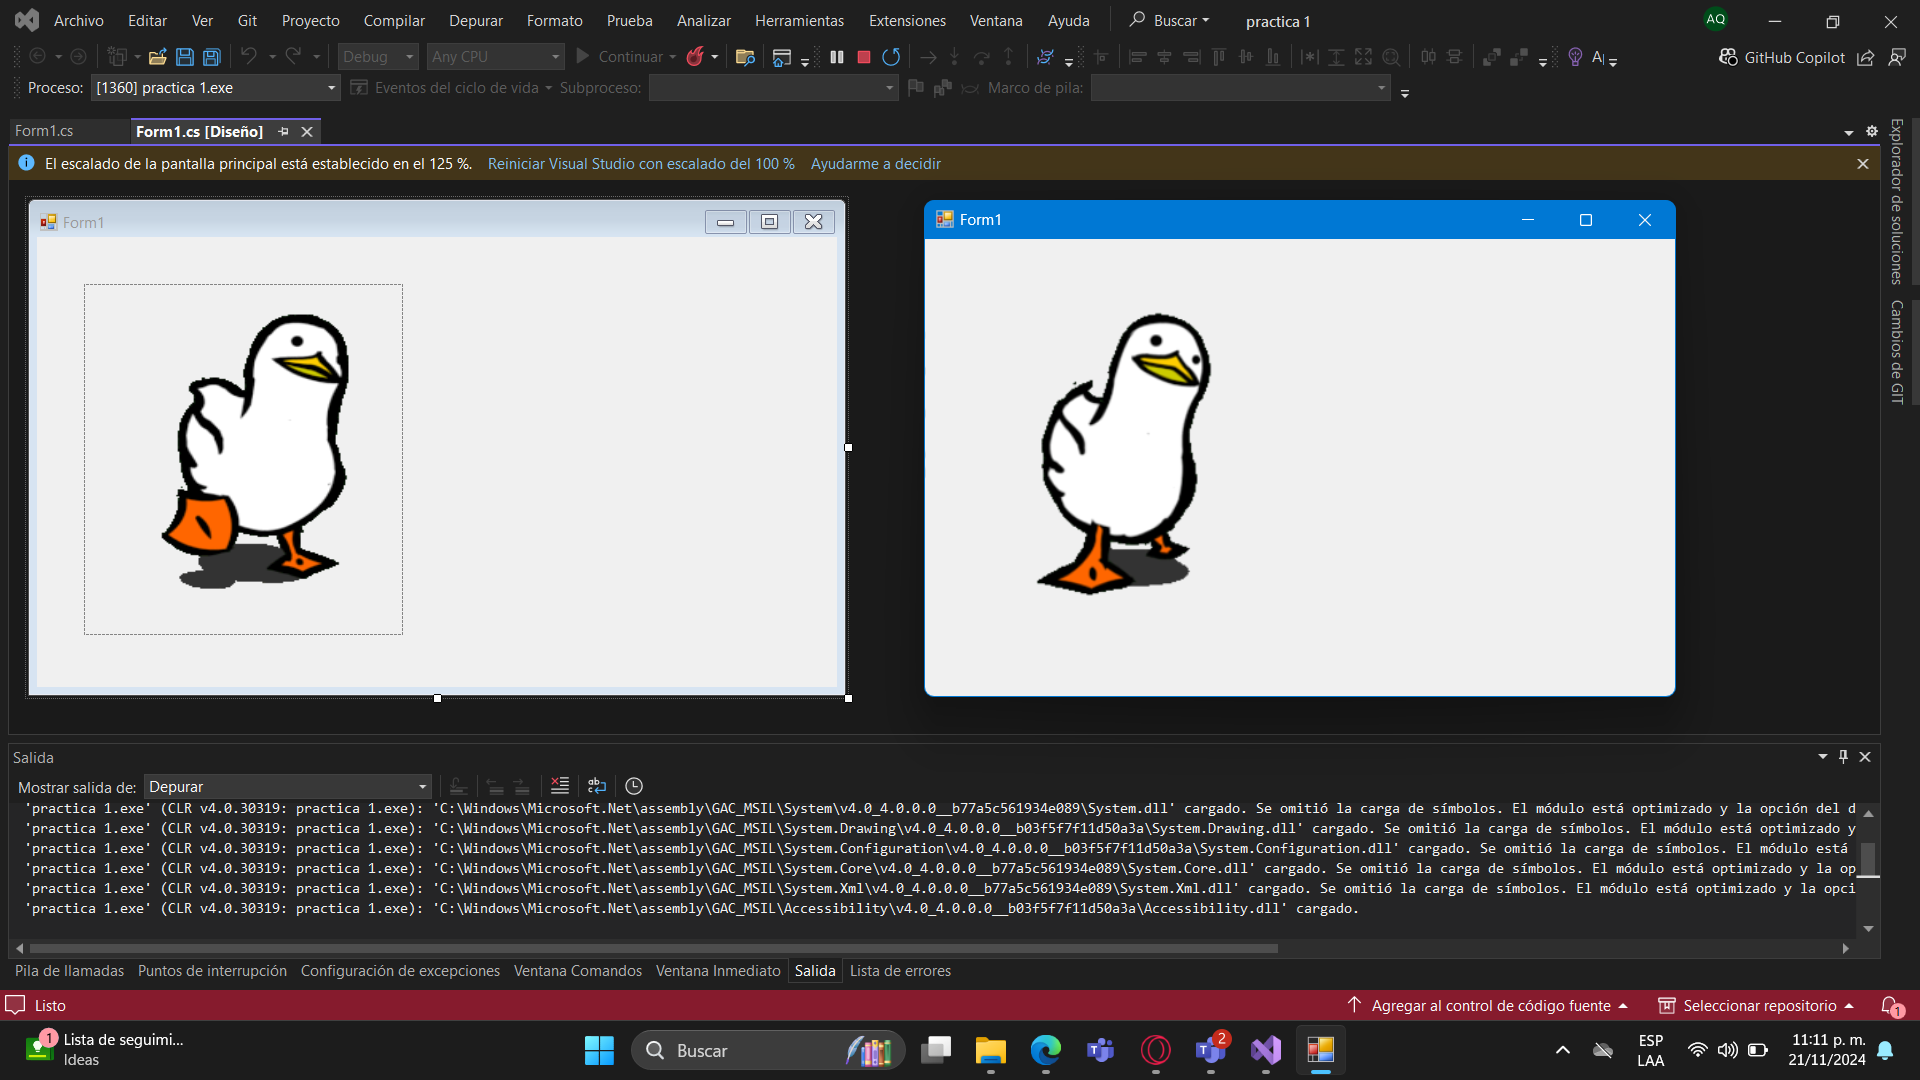 Archivo Editar Ver Git Proyecto Compilar Depurar Formato Prueba Analizar Herramientas Extensiones Ventana Ayuda Buscar practica 1 AQ
Debug Any CPU Continuar GitHub Copilot
Proceso: [1360] practica 1.exe Eventos del ciclo de vida Subproceso: Marco de pila:
Form1.cs Form1.cs [Diseño]
El escalado de la pantalla principal está establecido en el 125 %. Reiniciar Visual Studio con escalado del 100 % Ayudarme a decidir
Explorador de soluciones
Cambios de GIT
Form1
Form1
Salida
Mostrar salida de: Depurar
'practica 1.exe' (CLR v4.0.30319: practica 1.exe): 'C:\Windows\Microsoft.Net\assembly\GAC_MSIL\System\v4.0_4.0.0.0__b77a5c561934e089\System.dll' cargado. Se omitió la carga de símbolos. El módulo está optimizado y la opción del d
'practica 1.exe' (CLR v4.0.30319: practica 1.exe): 'C:\Windows\Microsoft.Net\assembly\GAC_MSIL\System.Drawing\v4.0_4.0.0.0__b03f5f7f11d50a3a\System.Drawing.dll' cargado. Se omitió la carga de símbolos. El módulo está optimizado y
'practica 1.exe' (CLR v4.0.30319: practica 1.exe): 'C:\Windows\Microsoft.Net\assembly\GAC_MSIL\System.Configuration\v4.0_4.0.0.0__b03f5f7f11d50a3a\System.Configuration.dll' cargado. Se omitió la carga de símbolos. El módulo está
'practica 1.exe' (CLR v4.0.30319: practica 1.exe): 'C:\Windows\Microsoft.Net\assembly\GAC_MSIL\System.Core\v4.0_4.0.0.0__b77a5c561934e089\System.Core.dll' cargado. Se omitió la carga de símbolos. El módulo está optimizado y la op
'practica 1.exe' (CLR v4.0.30319: practica 1.exe): 'C:\Windows\Microsoft.Net\assembly\GAC_MSIL\System.Xml\v4.0_4.0.0.0__b77a5c561934e089\System.Xml.dll' cargado. Se omitió la carga de símbolos. El módulo está optimizado y la opci
'practica 1.exe' (CLR v4.0.30319: practica 1.exe): 'C:\Windows\Microsoft.Net\assembly\GAC_MSIL\Accessibility\v4.0_4.0.0.0__b03f5f7f11d50a3a\Accessibility.dll' cargado.
Pila de llamadas Puntos de interrupción Configuración de excepciones Ventana Comandos Ventana Inmediato Salida Lista de errores
Listo Agregar al control de código fuente Seleccionar repositorio 1
1 Lista de seguimi...
Ideas
Buscar
2
ESP
LAA
11:11 p. m.
21/11/2024